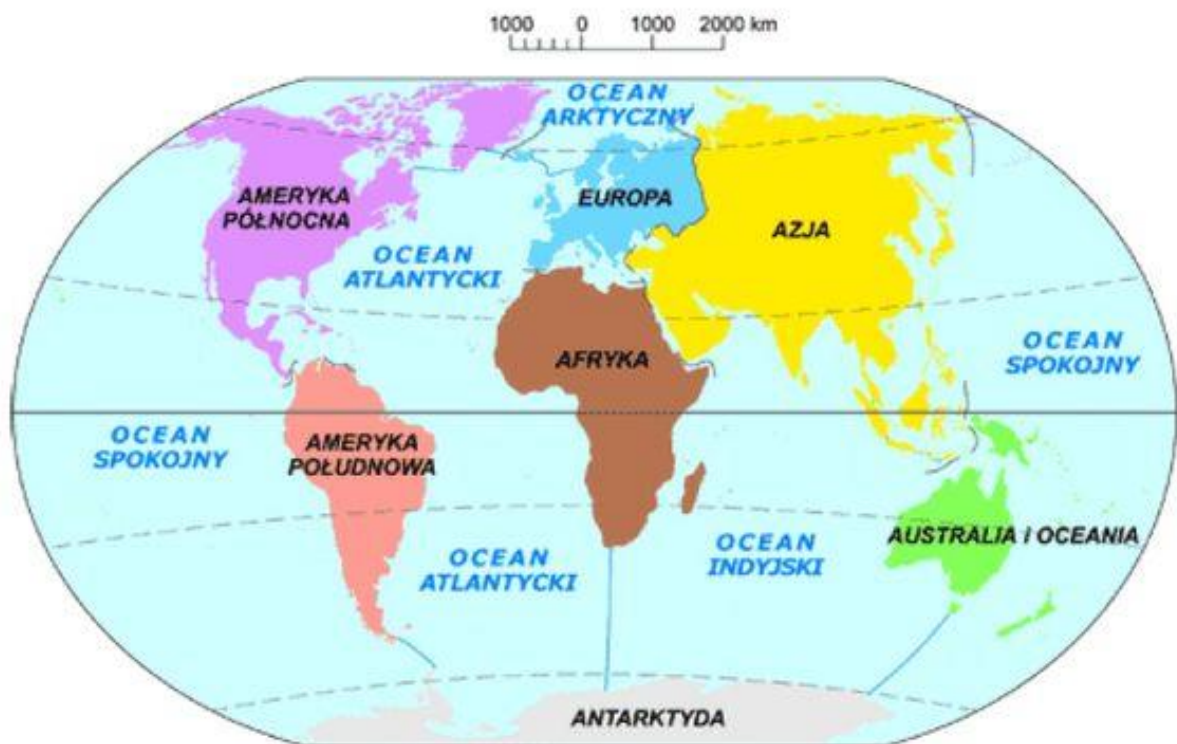 1000 0 1000 2000 km
OCEAN
ARKTYCZNY
AMERYKA
PÓŁNOCNA
EUROPA
AZJA
OCEAN
ATLANTYCKI
AFRYKA
OCEAN
SPOKOJNY
OCEAN
SPOKOJNY
AMERYKA
POŁUDNOWA
OCEAN
ATLANTYCKI
OCEAN
INDYJSKI
AUSTRALIA i OCEANIA
ANTARKTYDA